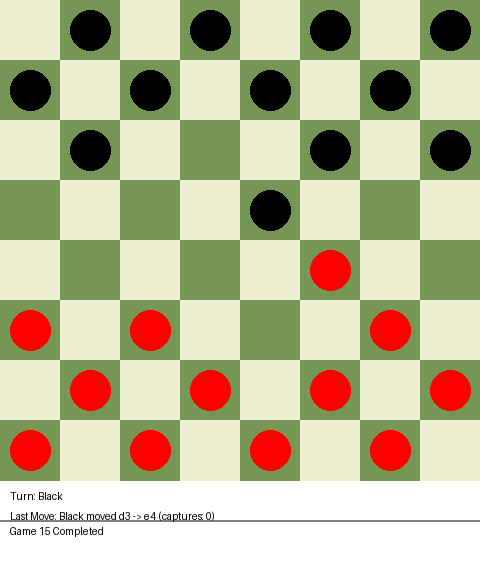 Turn: Black
Last Move: Black moved d3 -> e4 (captures: 0)
Game 15 Completed